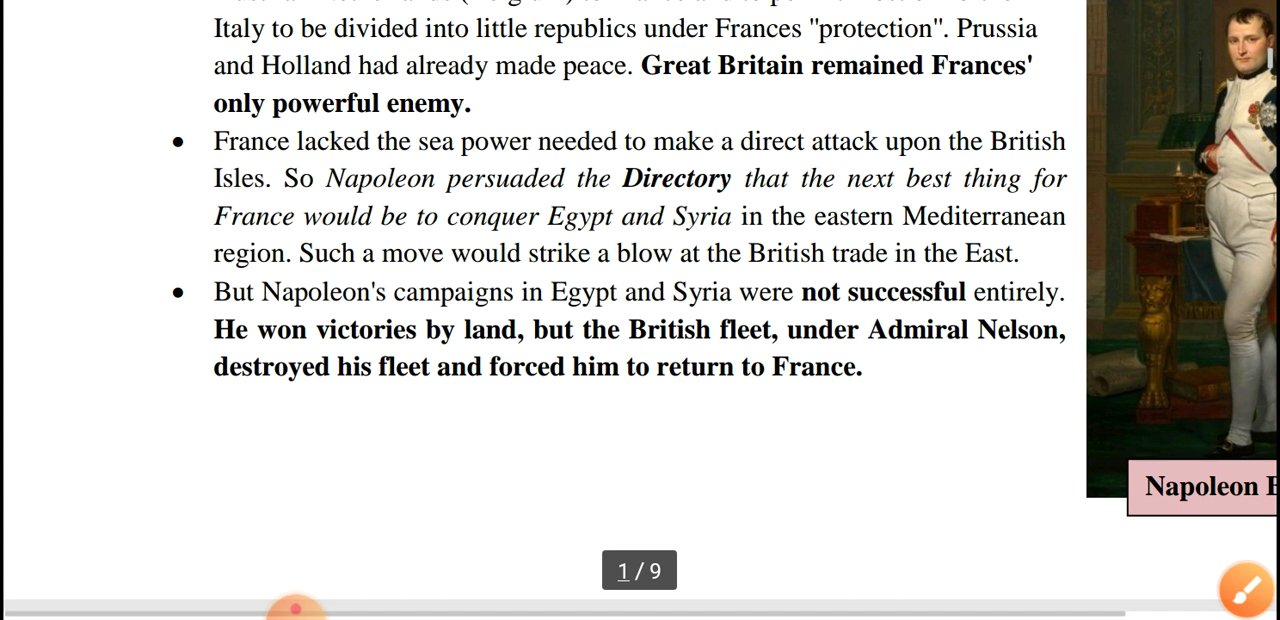 Italy to be divided into little republics under Frances "protection". Prussia
and Holland had already made peace. Great Britain remained Frances'
only powerful enemy.
• France lacked the sea power needed to make a direct attack upon the British
Isles. So Napoleon persuaded the Directory that the next best thing for
France would be to conquer Egypt and Syria in the eastern Mediterranean
region. Such a move would strike a blow at the British trade in the East.
• But Napoleon's campaigns in Egypt and Syria were not successful entirely.
He won victories by land, but the British fleet, under Admiral Nelson,
destroyed his fleet and forced him to return to France.
Napoleon
1 / 9